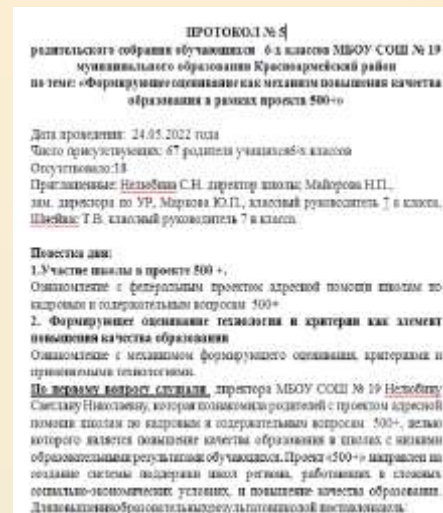 ПРОТОКОЛ № 5
родительского собрания обучающихся 6-х классов МБОУ СОШ № 19
муниципального образования Красноармейский район
по теме: «Формирующее оценивание как механизм повышения качества
образования в рамках проекта 500+»
Дата проведения: 24.05.2022 года
Число присутствующих: 67 родителя учащихся6-х классов
Отсутствовало:18
Приглашенные: Нелюбина С.Н. директор школы; Майорова Н.П.,
зам. директора по УР, Маркова Ю.П., классный руководитель 7 а класса,
Т.В. классный руководитель 7 в класса.
Повестка дня:
1.Участие школы в проекте 500 +.
Ознакомление с федеральным проектом адресной помощи школам по
кадровым и содержательным вопросам 500+
2. Формирующее оценивание технология и критерии как элемент
повышения качества образования
Ознакомление с механизмом формирующего оценивания, критериями и
применяемыми технологиями.
По первому вопросу слушали директора МБОУ СОШ № 19 Нелюбину
Светлану Николаевну, которая познакомила родителей с проектом адресной
помощи школам по кадровым и содержательным вопросам 500+, целью
которого является повышение качества образования в школах с низкими
образовательными результатами обучающихся. Проект «500+» направлен на
создание системы поддержки школ региона, работающих в сложных
социально-экономических условиях, и повышение качества образования.
Дляповышенияобразовательныхрезультатовшколой